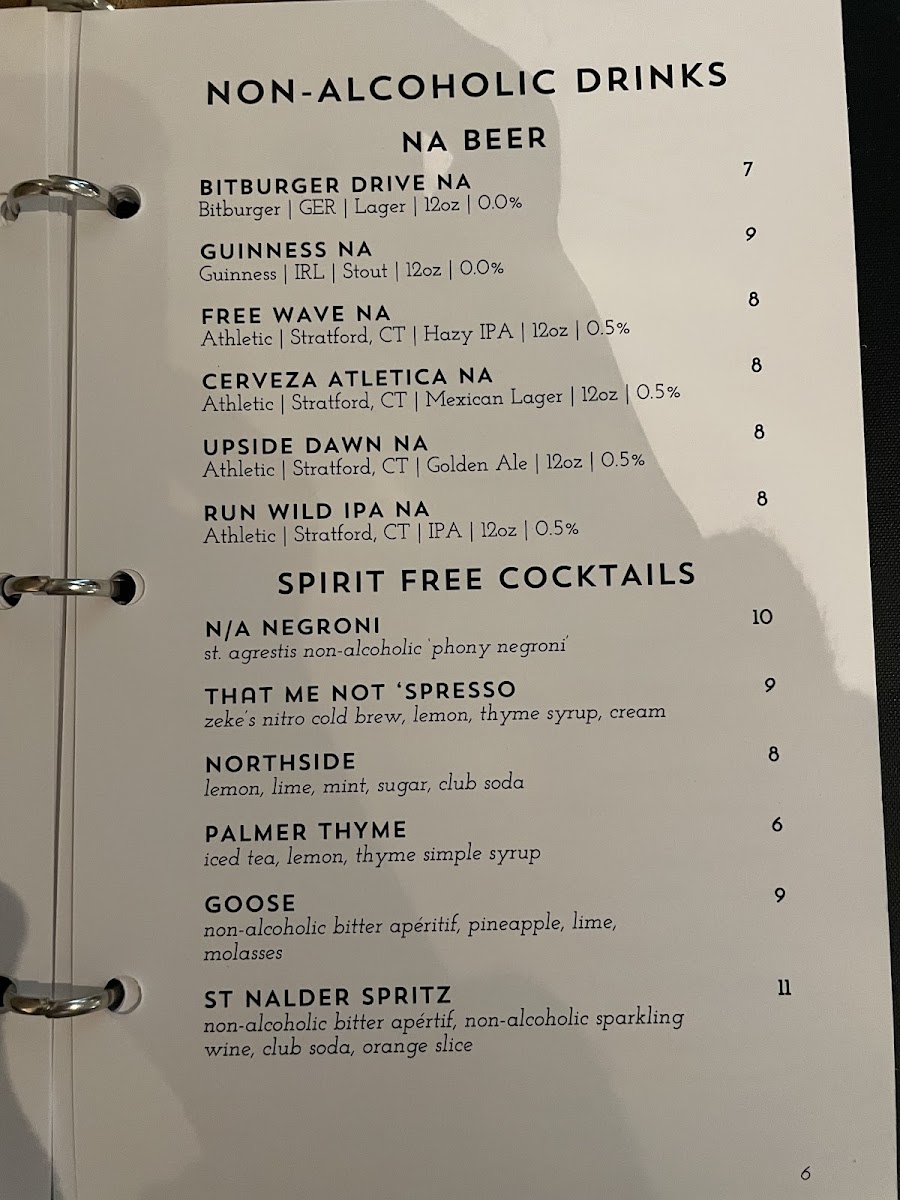 NON-ALCOHOLIC DRINKS
NA BEER
BITBURGER DRIVE NA 7
Bitburger | GER | Lager | 12oz | 0.0%
GUINNESS NA 9
Guinness | IRL | Stout | 12oz | 0.0%
FREE WAVE NA 8
Athletic | Stratford, CT | Hazy IPA | 12oz | 0.5%
CERVEZA ATLETICA NA 8
Athletic | Stratford, CT | Mexican Lager | 12oz | 0.5%
UPSIDE DAWN NA 8
Athletic | Stratford, CT | Golden Ale | 12oz | 0.5%
RUN WILD IPA NA 8
Athletic | Stratford, CT | IPA | 12oz | 0.5%
SPIRIT FREE COCKTAILS
N/A NEGRONI 10
st. agrestis non-alcoholic 'phony negroni'
THAT ME NOT 'SPRESSO 9
zeke's nitro cold brew, lemon, thyme syrup, cream
NORTHSIDE 8
lemon, lime, mint, sugar, club soda
PALMER THYME 6
iced tea, lemon, thyme simple syrup
GOOSE 9
non-alcoholic bitter apéritif, pineapple, lime,
molasses
ST NALDER SPRITZ 11
non-alcoholic bitter apértif, non-alcoholic sparkling
wine, club soda, orange slice
6